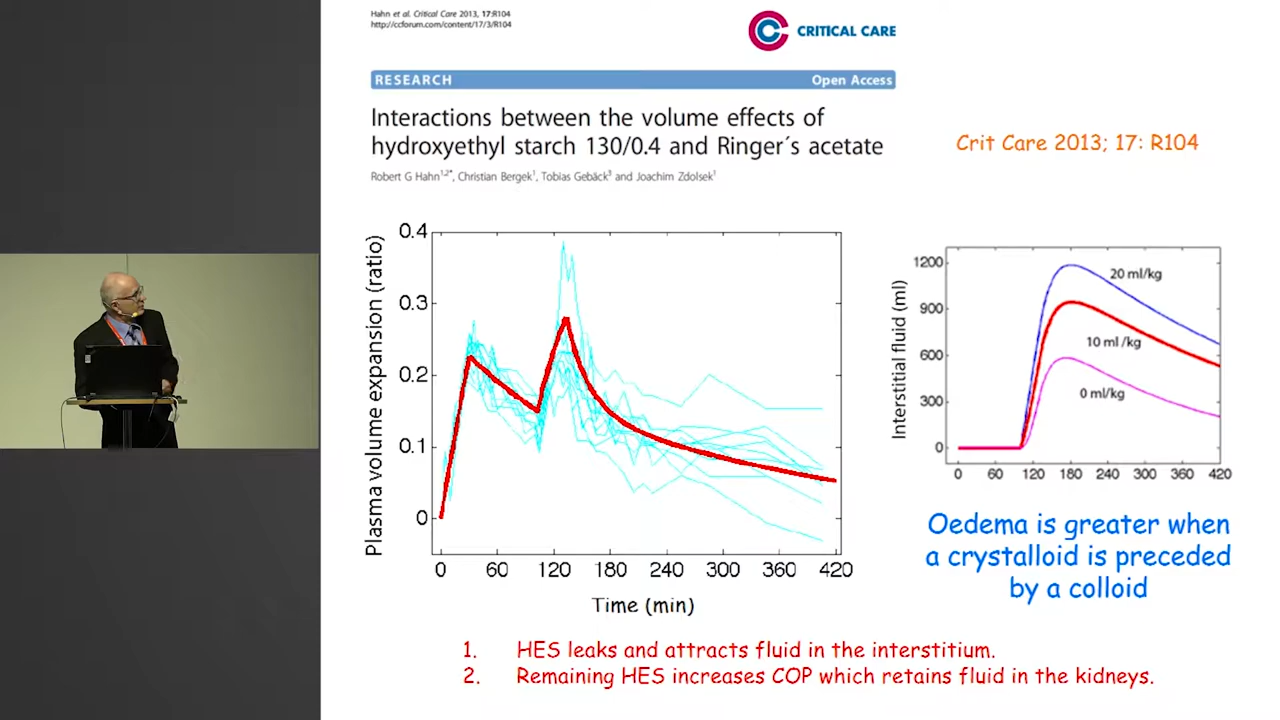 Hahn et al. Critical Care 2013, 17:R104
http://ccforum.com/content/17/3/R104
CRITICAL CARE
RESEARCH
Open Access
Interactions between the volume effects of
hydroxyethyl starch 130/0.4 and Ringer´s acetate
Robert G Hahn1,2*, Christian Bergek1, Tobias Gebäck3 and Joachim Zdolsek1
Crit Care 2013; 17: R104
Plasma volume expansion (ratio)
0.4
0.3
0.2
0.1
0
0 60 120 180 240 300 360 420
Time (min)
Interstitial fluid (ml)
1200
900
600
300
0
20 ml/kg
10 ml/kg
0 ml/kg
0 60 120 180 240 300 360 420
Oedema is greater when
a crystalloid is preceded
by a colloid
1. HES leaks and attracts fluid in the interstitium.
2. Remaining HES increases COP which retains fluid in the kidneys.